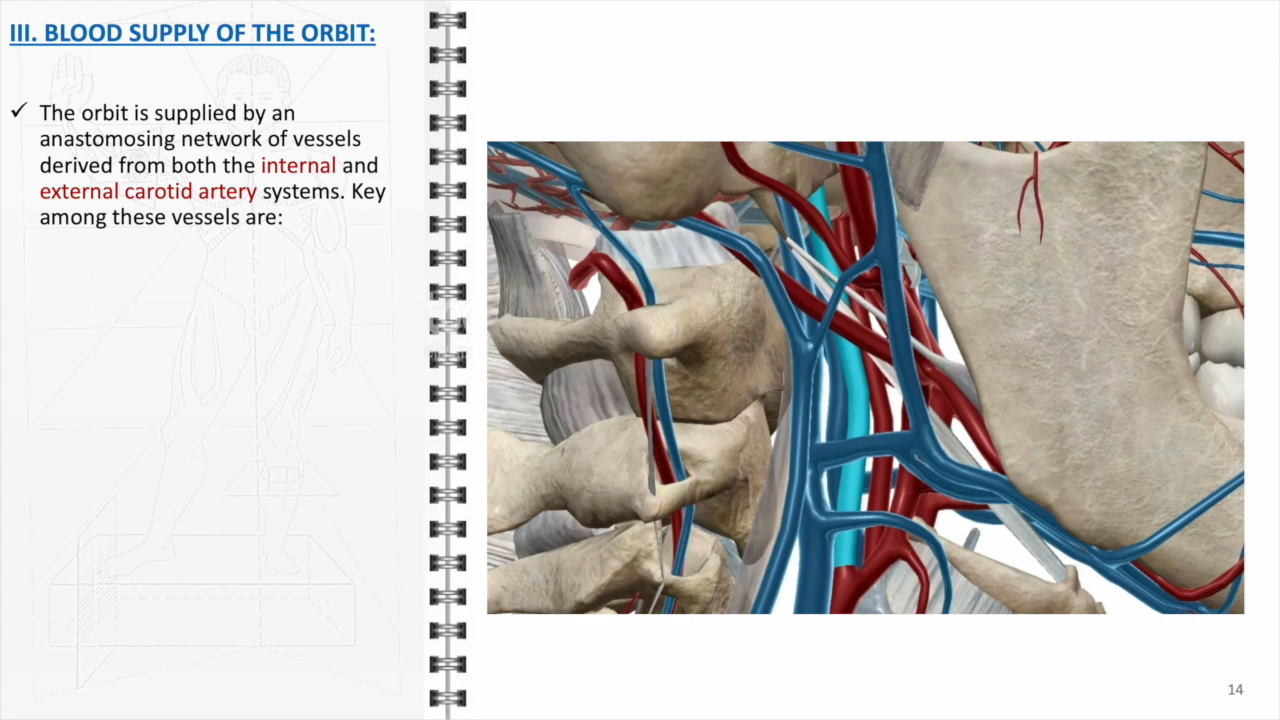 III. BLOOD SUPPLY OF THE ORBIT:
✓ The orbit is supplied by an
anastomosing network of vessels
derived from both the internal and
external carotid artery systems. Key
among these vessels are:
14